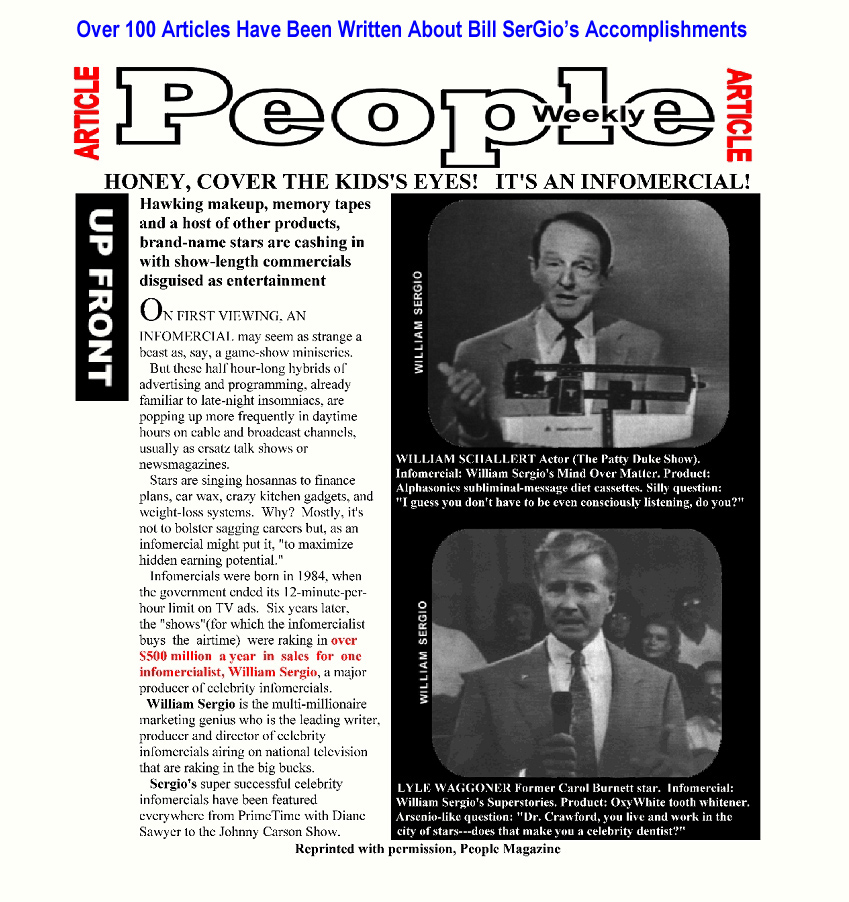 Over 100 Articles Have Been Written About Bill SerGio's Accomplishments
ARTICLE
People
Weekly
ARTICLE
HONEY, COVER THE KIDS'S EYES! IT'S AN INFOMERCIAL!
UP FRONT
Hawking makeup, memory tapes
and a host of other products,
brand-name stars are cashing in
with show-length commercials
disguised as entertainment
ON FIRST VIEWING, AN
INFOMERCIAL may seem as strange a
beast as, say, a game-show miniseries.
But these half hour-long hybrids of
advertising and programming, already
familiar to late-night insomniacs, are
popping up more frequently in daytime
hours on cable and broadcast channels,
usually as ersatz talk shows or
newsmagazines.
Stars are singing hosannas to finance
plans, car wax, crazy kitchen gadgets, and
weight-loss systems. Why? Mostly, it's
not to bolster sagging careers but, as an
infomercial might put it, "to maximize
hidden earning potential."
Infomercials were born in 1984, when
the government ended its 12-minute-per-
hour limit on TV ads. Six years later,
the "shows"(for which the infomercialist
buys the airtime) were raking in over
$500 million a year in sales for one
infomercialist, William Sergio, a major
producer of celebrity infomercials.
William Sergio is the multi-millionaire
marketing genius who is the leading writer,
producer and director of celebrity
infomercials airing on national television
that are raking in the big bucks.
Sergio's super successful celebrity
infomercials have been featured
everywhere from PrimeTime with Diane
Sawyer to the Johnny Carson Show.
WILLIAM SERGIO
WILLIAM SCHALLERT Actor (The Patty Duke Show).
Infomercial: William Sergio's Mind Over Matter. Product:
Alphasonics subliminal-message diet cassettes. Silly question:
"I guess you don't have to be even consciously listening, do you?"
WILLIAM SERGIO
LYLE WAGGONER Former Carol Burnett star. Infomercial:
William Sergio's Superstories. Product: OxyWhite tooth whitener.
Arsenio-like question: "Dr. Crawford, you live and work in the
city of stars---does that make you a celebrity dentist?"
Reprinted with permission, People Magazine